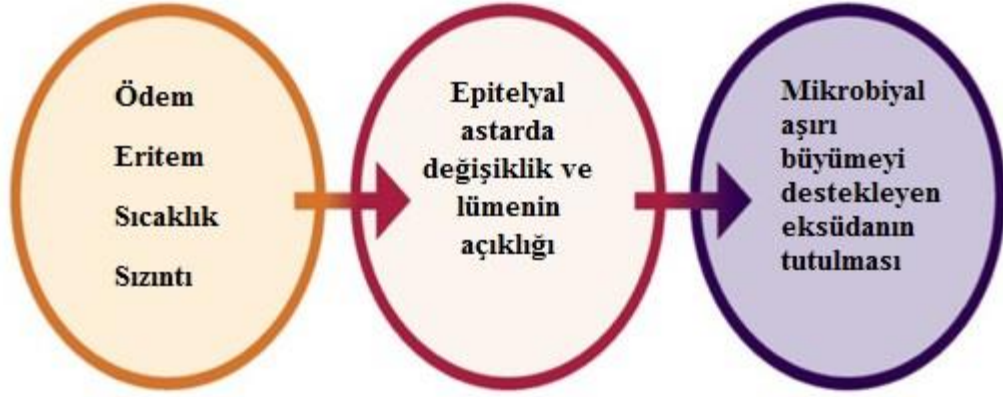 Ödem
Eritem
Sıcaklık
Sızıntı
Epitelyal
astarda
değişiklik ve
lümenin
açıklığı
Mikrobiyal
aşırı
büyümeyi
destekleyen
eksüdanın
tutulması